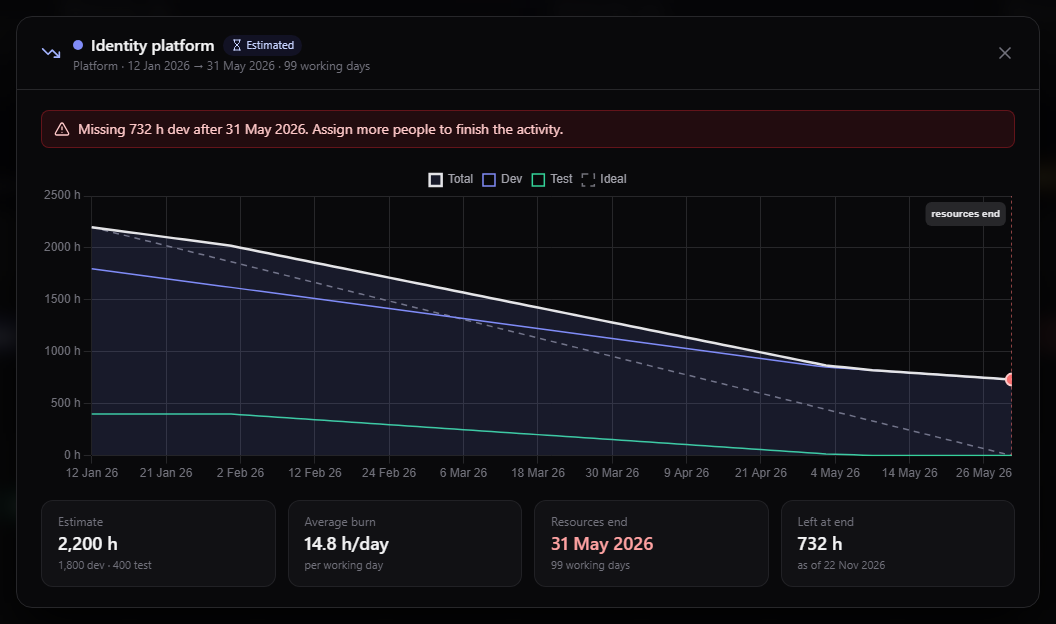 Identity platform Estimated
Platform · 12 Jan 2026 → 31 May 2026 · 99 working days
Missing 732 h dev after 31 May 2026. Assign more people to finish the activity.
Total Dev Test Ideal
2500 h
resources end
2000 h
1500 h
1000 h
500 h
0 h
12 Jan 26 21 Jan 26 2 Feb 26 12 Feb 26 24 Feb 26 6 Mar 26 18 Mar 26 30 Mar 26 9 Apr 26 21 Apr 26 4 May 26 14 May 26 26 May 26
Estimate
2,200 h
1,800 dev · 400 test
Average burn
14.8 h/day
per working day
Resources end
31 May 2026
99 working days
Left at end
732 h
as of 22 Nov 2026